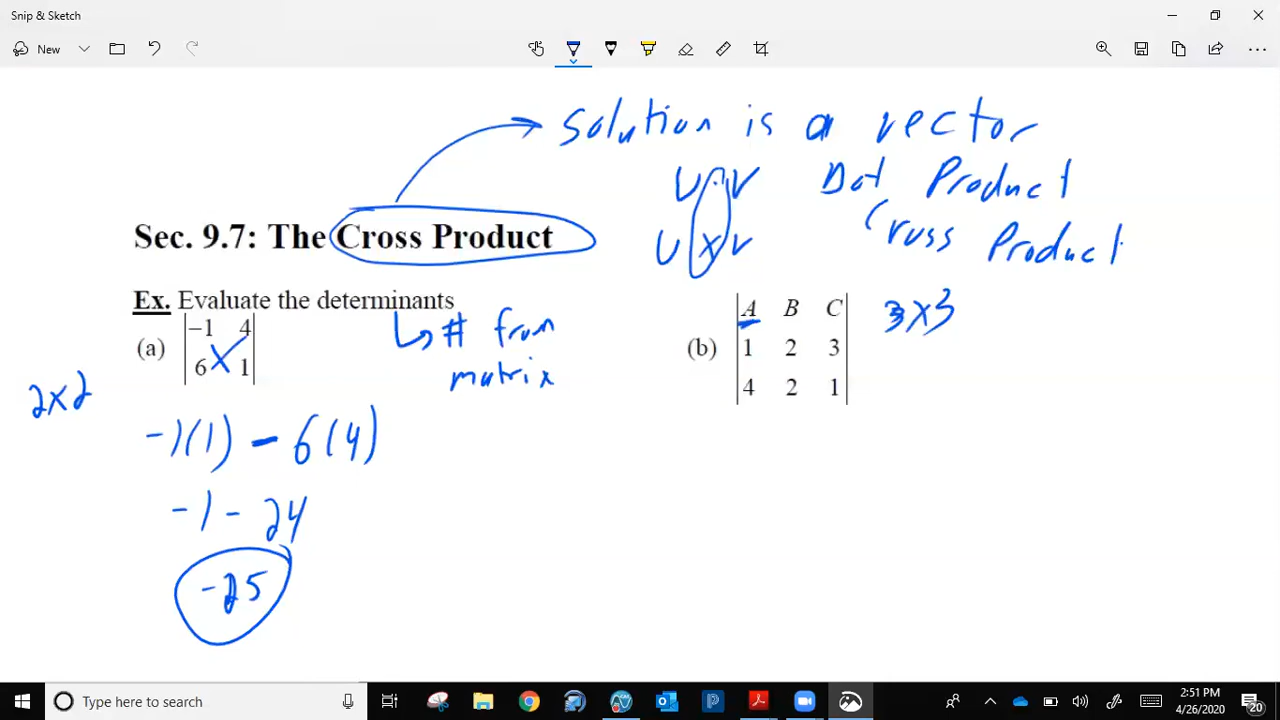 Snip & Sketch
New
Solution is a vector
U · V Dot Product
Sec. 9.7: The Cross Product
U X V Cross Product
Ex. Evaluate the determinants
(a) |-1 4|
|6 1|
↳ # from
matrix
(b) |A B C| 3X3
|1 2 3|
|4 2 1|
2X2
-1(1) - 6(4)
-1 - 24
-25
Type here to search
2:51 PM
4/26/2020
20